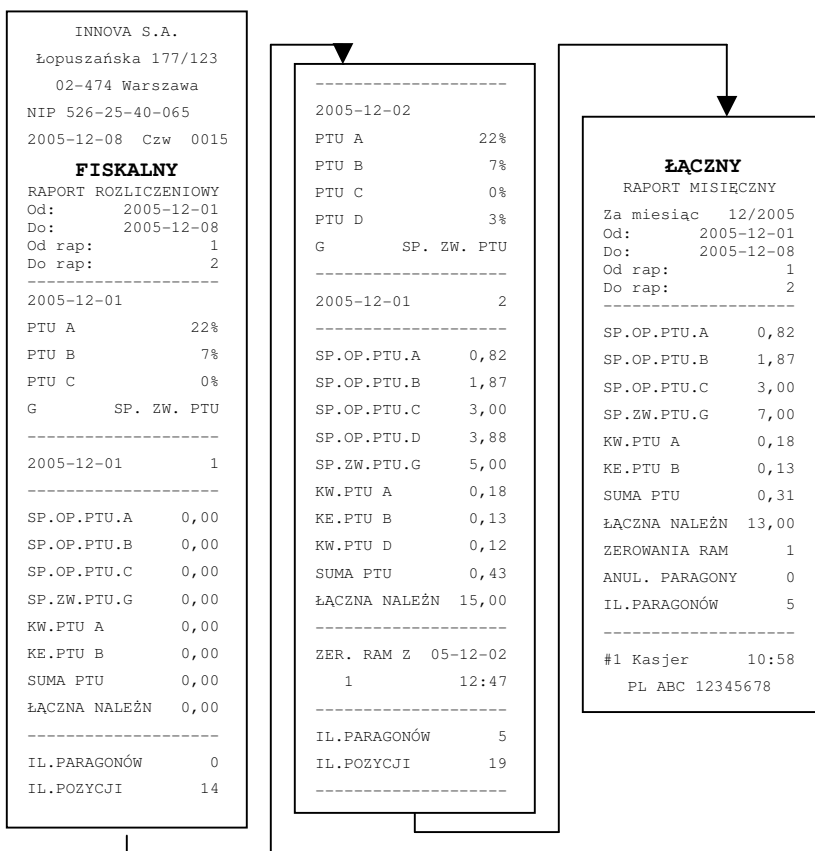 INNOVA S.A.
Łopuszańska 177/123
02-474 Warszawa
NIP 526-25-40-065
2005-12-08 Czw 0015
FISKALNY
RAPORT ROZLICZENIOWY
Od: 2005-12-01
Do: 2005-12-08
Od rap: 1
Do rap: 2
--------------------
2005-12-01
PTU A 22%
PTU B 7%
PTU C 0%
G SP. ZW. PTU
--------------------
2005-12-01 1
--------------------
SP.OP.PTU.A 0,00
SP.OP.PTU.B 0,00
SP.OP.PTU.C 0,00
SP.ZW.PTU.G 0,00
KW.PTU A 0,00
KE.PTU B 0,00
SUMA PTU 0,00
ŁĄCZNA NALEŻN 0,00
--------------------
IL.PARAGONÓW 0
IL.POZYCJI 14
--------------------
2005-12-02
PTU A 22%
PTU B 7%
PTU C 0%
PTU D 3%
G SP. ZW. PTU
--------------------
2005-12-01 2
--------------------
SP.OP.PTU.A 0,82
SP.OP.PTU.B 1,87
SP.OP.PTU.C 3,00
SP.OP.PTU.D 3,88
SP.ZW.PTU.G 5,00
KW.PTU A 0,18
KE.PTU B 0,13
KW.PTU D 0,12
SUMA PTU 0,43
ŁĄCZNA NALEŻN 15,00
--------------------
ZER. RAM Z 05-12-02
1 12:47
--------------------
IL.PARAGONÓW 5
IL.POZYCJI 19
--------------------
ŁĄCZNY
RAPORT MISIĘCZNY
Za miesiąc 12/2005
Od: 2005-12-01
Do: 2005-12-08
Od rap: 1
Do rap: 2
--------------------
SP.OP.PTU.A 0,82
SP.OP.PTU.B 1,87
SP.OP.PTU.C 3,00
SP.ZW.PTU.G 7,00
KW.PTU A 0,18
KE.PTU B 0,13
SUMA PTU 0,31
ŁĄCZNA NALEŻN 13,00
ZEROWANIA RAM 1
ANUL. PARAGONY 0
IL.PARAGONÓW 5
--------------------
#1 Kasjer 10:58
PL ABC 12345678